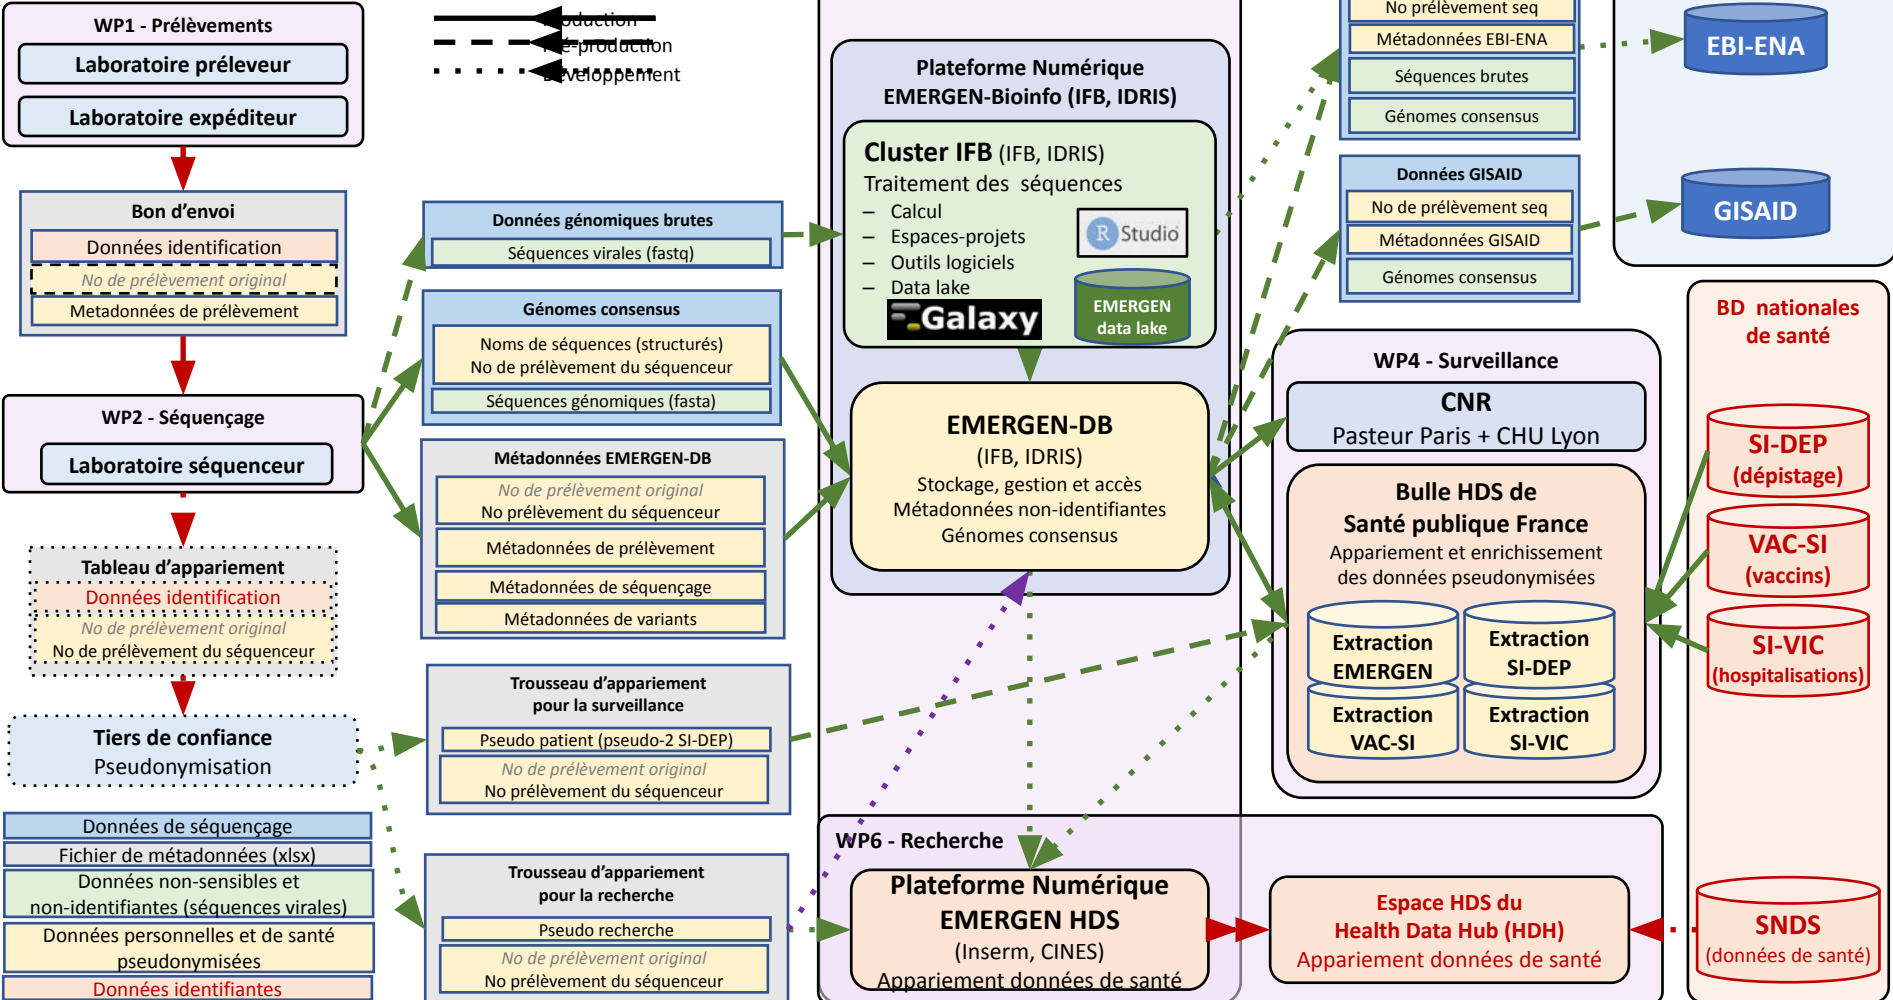 WP1 - Prélèvements
Laboratoire préleveur
Laboratoire expéditeur
Production
Pré-production
Développement
Bon d'envoi
Données identification
No de prélèvement original
Metadonnées de prélèvement
WP2 - Séquençage
Laboratoire séquenceur
Tableau d'appariement
Données identification
No de prélèvement original
No de prélèvement du séquenceur
Tiers de confiance
Pseudonymisation
Données de séquençage
Fichier de métadonnées (xlsx)
Données non-sensibles et
non-identifiantes (séquences virales)
Données personnelles et de santé
pseudonymisées
Données identifiantes
Données génomiques brutes
Séquences virales (fastq)
Génomes consensus
Noms de séquences (structurés)
No de prélèvement du séquenceur
Séquences génomiques (fasta)
Métadonnées EMERGEN-DB
No de prélèvement original
No prélèvement du séquenceur
Métadonnées de prélèvement
Métadonnées de séquençage
Métadonnées de variants
Trousseau d'appariement
pour la surveillance
Pseudo patient (pseudo-2 SI-DEP)
No de prélèvement original
No prélèvement du séquenceur
Trousseau d'appariement
pour la recherche
Pseudo recherche
No de prélèvement original
No prélèvement du séquenceur
Plateforme Numérique
EMERGEN-Bioinfo (IFB, IDRIS)
Cluster IFB (IFB, IDRIS)
Traitement des séquences
– Calcul
– Espaces-projets
– Outils logiciels
– Data lake
R Studio
Galaxy
EMERGEN
data lake
EMERGEN-DB
(IFB, IDRIS)
Stockage, gestion et accès
Métadonnées non-identifiantes
Génomes consensus
WP6 - Recherche
Plateforme Numérique
EMERGEN HDS
(Inserm, CINES)
Appariement données de santé
Espace HDS du
Health Data Hub (HDH)
Appariement données de santé
No prélèvement seq
Métadonnées EBI-ENA
Séquences brutes
Génomes consensus
Données GISAID
No de prélèvement seq
Métadonnées GISAID
Génomes consensus
EBI-ENA
GISAID
WP4 - Surveillance
CNR
Pasteur Paris + CHU Lyon
Bulle HDS de
Santé publique France
Appariement et enrichissement
des données pseudonymisées
Extraction
EMERGEN
Extraction
SI-DEP
Extraction
VAC-SI
Extraction
SI-VIC
BD nationales
de santé
SI-DEP
(dépistage)
VAC-SI
(vaccins)
SI-VIC
(hospitalisations)
SNDS
(données de santé)